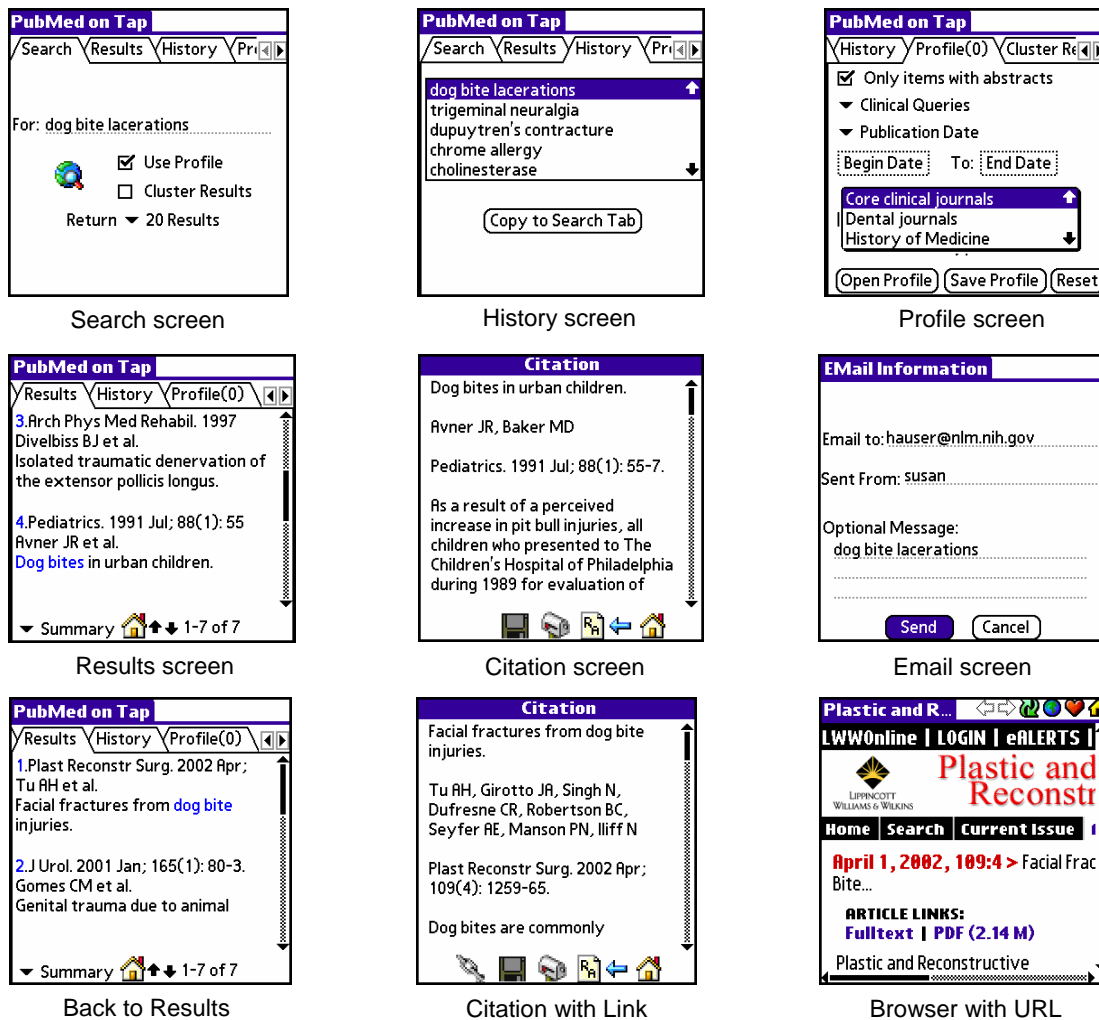 PubMed on Tap
Search Results History Pr
For: dog bite lacerations
Use Profile
Cluster Results
Return 20 Results
Search screen
PubMed on Tap
Search Results History Pr
dog bite lacerations
trigeminal neuralgia
dupuytren's contracture
chrome allergy
cholinesterase
Copy to Search Tab
History screen
PubMed on Tap
History Profile(0) Cluster Re
Only items with abstracts
Clinical Queries
Publication Date
Begin Date To: End Date
Core clinical journals
Dental journals
History of Medicine
Open Profile Save Profile Reset
Profile screen
PubMed on Tap
Results History Profile(0)
3.Arch Phys Med Rehabil. 1997
Divelbiss BJ et al.
Isolated traumatic denervation of
the extensor pollicis longus.
4.Pediatrics. 1991 Jul; 88(1): 55
Avner JR et al.
Dog bites in urban children.
Summary 1-7 of 7
Results screen
Citation
Dog bites in urban children.
Avner JR, Baker MD
Pediatrics. 1991 Jul; 88(1): 55-7.
As a result of a perceived
increase in pit bull injuries, all
children who presented to The
Children's Hospital of Philadelphia
during 1989 for evaluation of
Citation screen
EMail Information
Email to: hauser@nlm.nih.gov
Sent From: susan
Optional Message:
dog bite lacerations
Send Cancel
Email screen
PubMed on Tap
Results History Profile(0)
1.Plast Reconstr Surg. 2002 Apr;
Tu AH et al.
Facial fractures from dog bite
injuries.
2.J Urol. 2001 Jan; 165(1): 80-3.
Gomes CM et al.
Genital trauma due to animal
Summary 1-7 of 7
Back to Results
Citation
Facial fractures from dog bite
injuries.
Tu AH, Girotto JA, Singh N,
Dufresne CR, Robertson BC,
Seyfer AE, Manson PN, Iliff N
Plast Reconstr Surg. 2002 Apr;
109(4): 1259-65.
Dog bites are commonly
Citation with Link
Plastic and R...
LWWOnline | LOGIN | eALERTS |
Plastic and
Reconstr
LIPPINCOTT
WILLIAMS & WILKINS
Home Search Current Issue
April 1, 2002, 109:4 > Facial Frac
Bite...
ARTICLE LINKS:
Fulltext | PDF (2.14 M)
Plastic and Reconstructive
Browser with URL